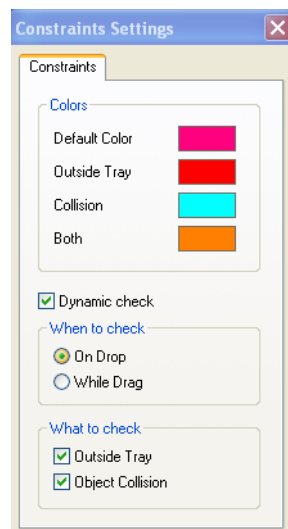 Constraints Settings
Constraints
Colors
Default Color
Outside Tray
Collision
Both
Dynamic check
When to check
On Drop
While Drag
What to check
Outside Tray
Object Collision